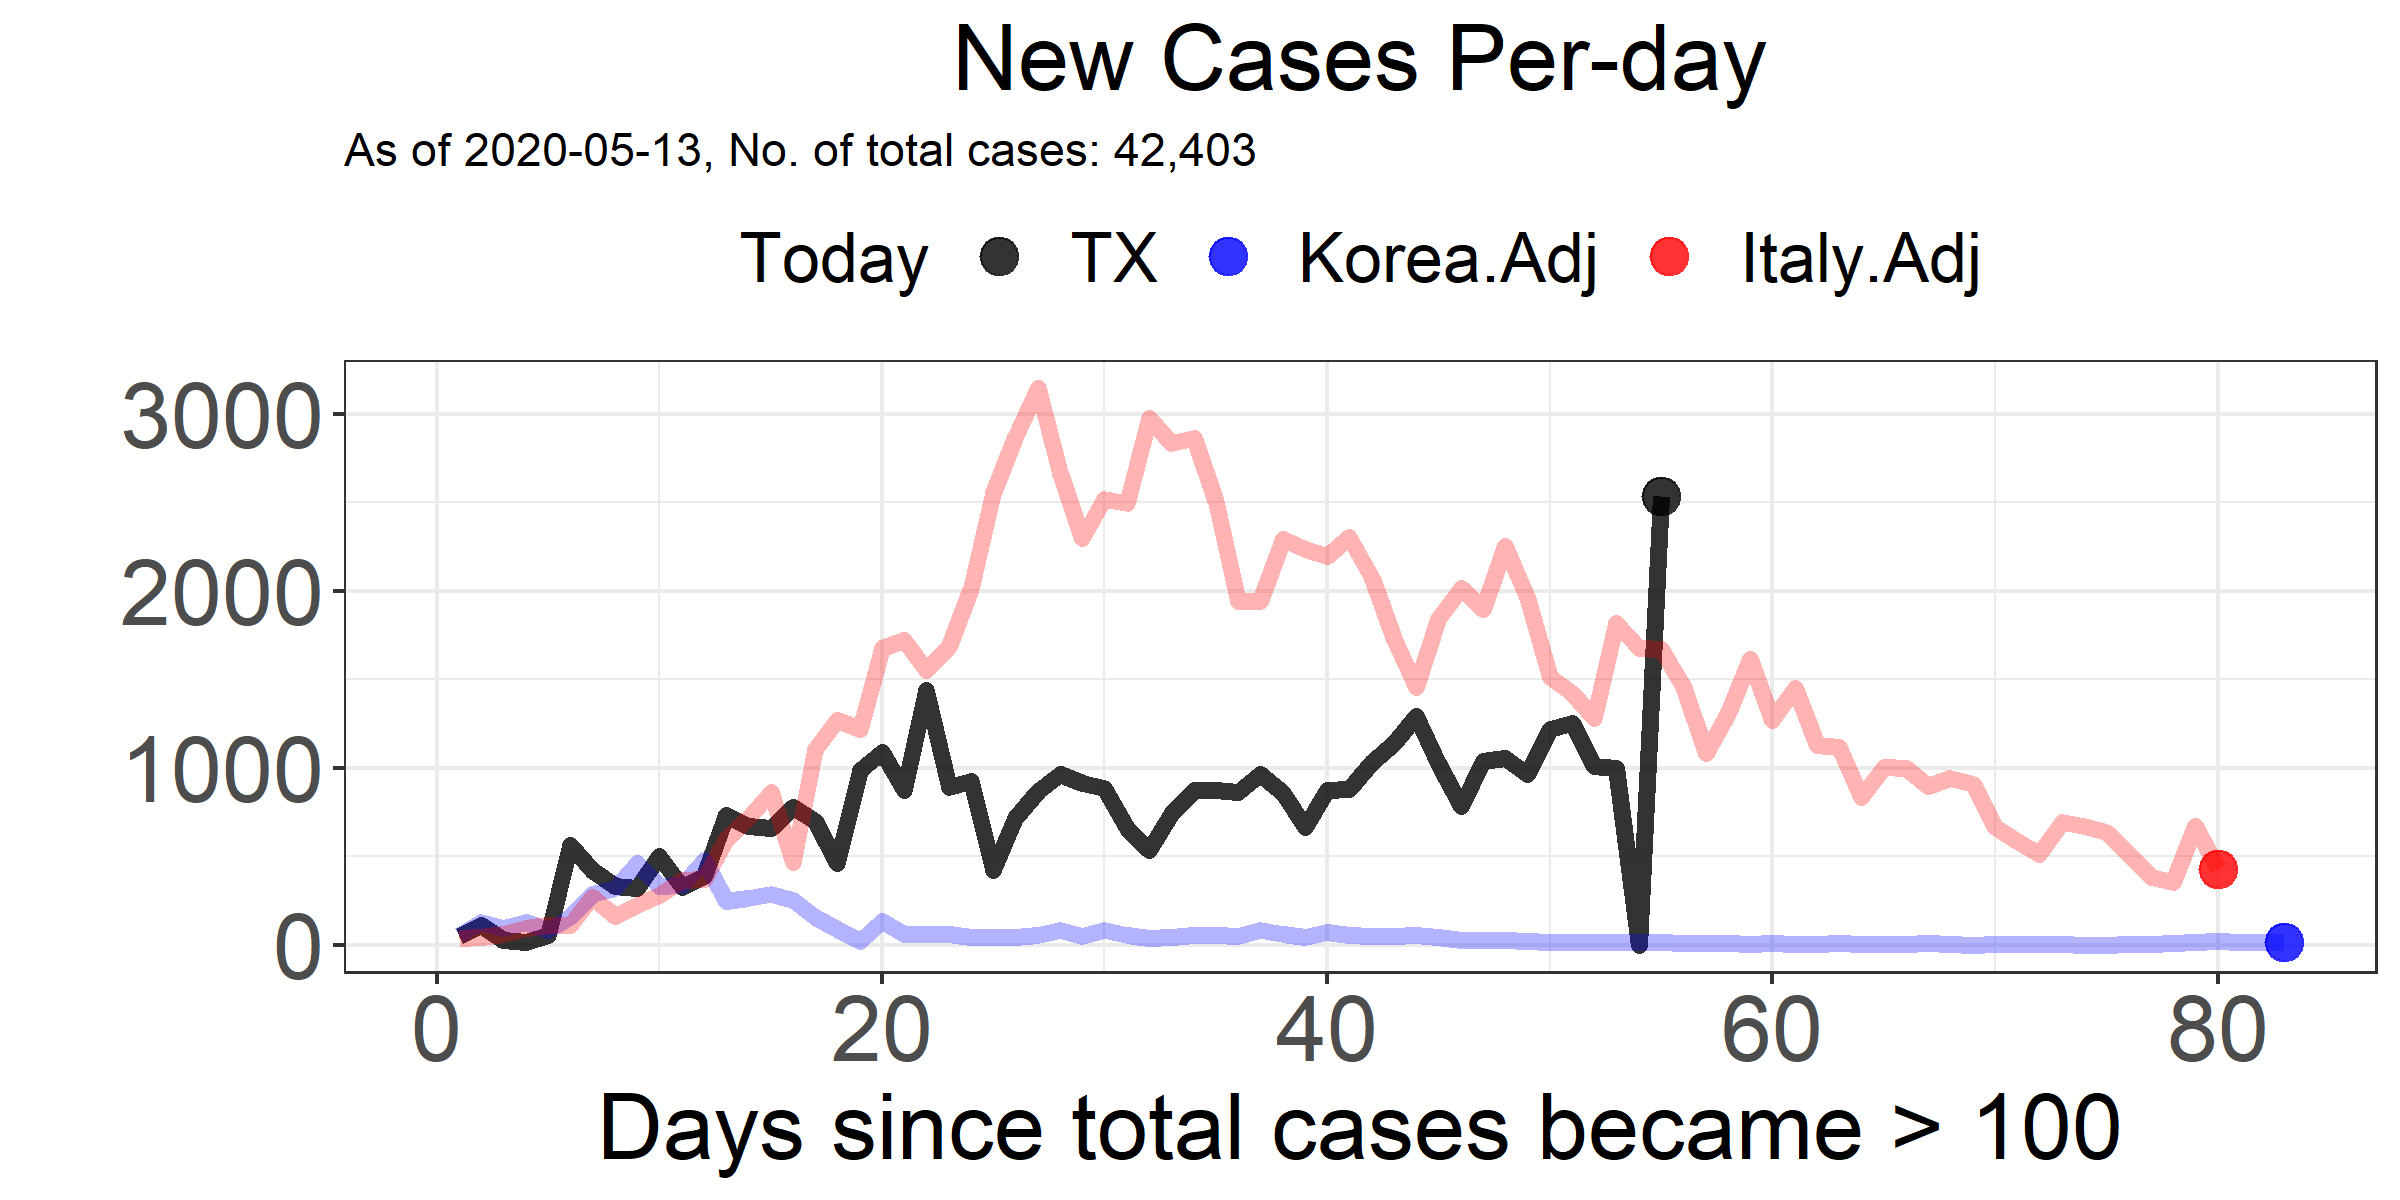 New Cases Per-day
As of 2020-05-13, No. of total cases: 42,403
Today TX Korea.Adj Italy.Adj
3000
2000
1000
0
0 20 40 60 80
Days since total cases became > 100